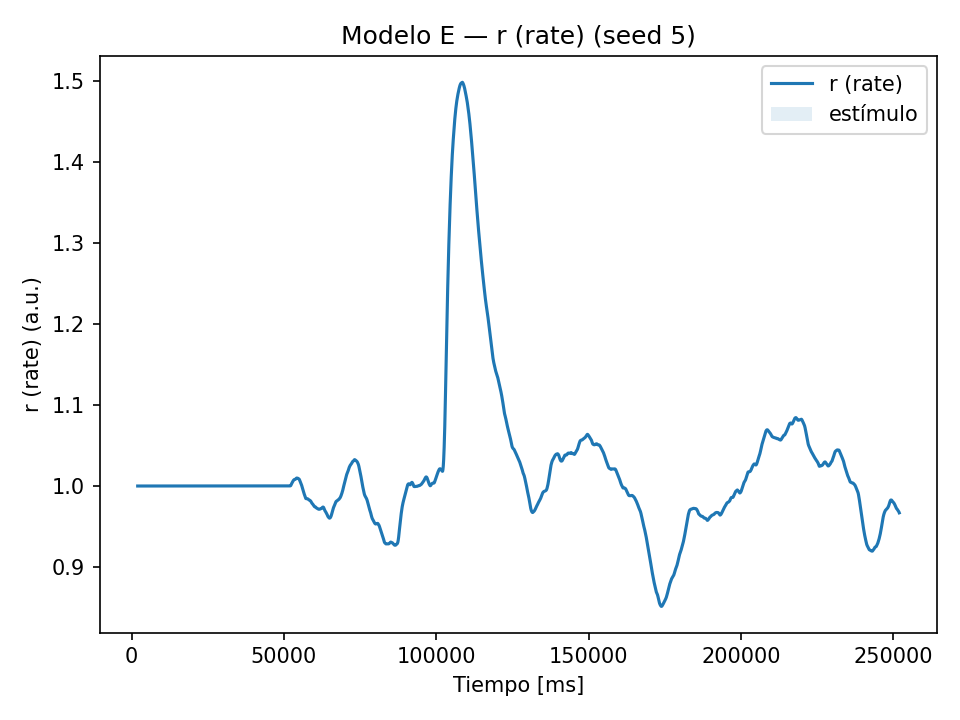 Modelo E — r (rate) (seed 5)
r (rate)
estímulo
r (rate) (a.u.)
1.5
1.4
1.3
1.2
1.1
1.0
0.9
0
50000
100000
150000
200000
250000
Tiempo [ms]